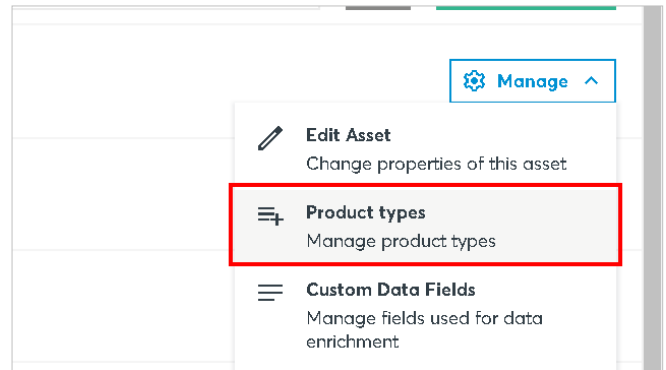 Manage
Edit Asset
Change properties of this asset
Product types
Manage product types
Custom Data Fields
Manage fields used for data
enrichment